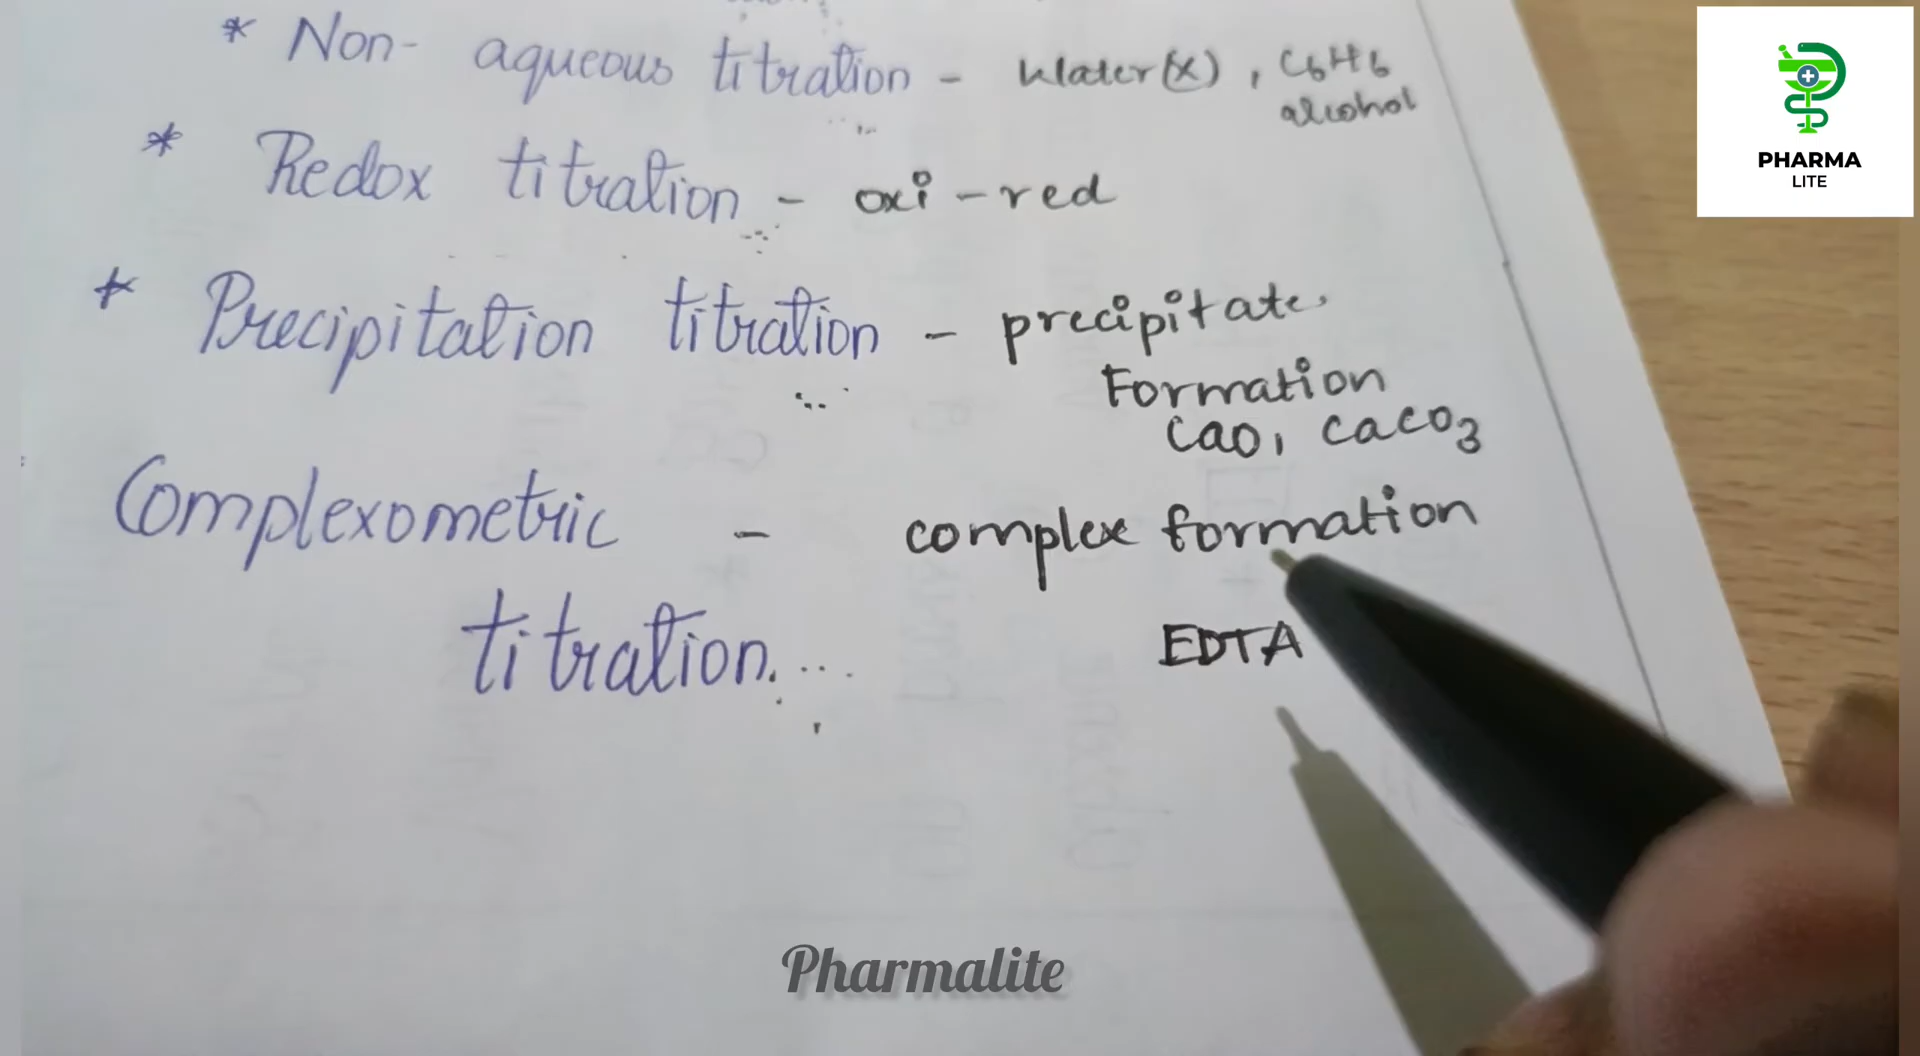 * Non-aqueous titration - Water(x), C6H6
alcohol
* Redox titration - oxi-red
* Precipitation titration - precipitate
Formation
CaO, CaCO3
Complexometric - complex formation
titration. EDTA
PHARMA
LITE
Pharmalite